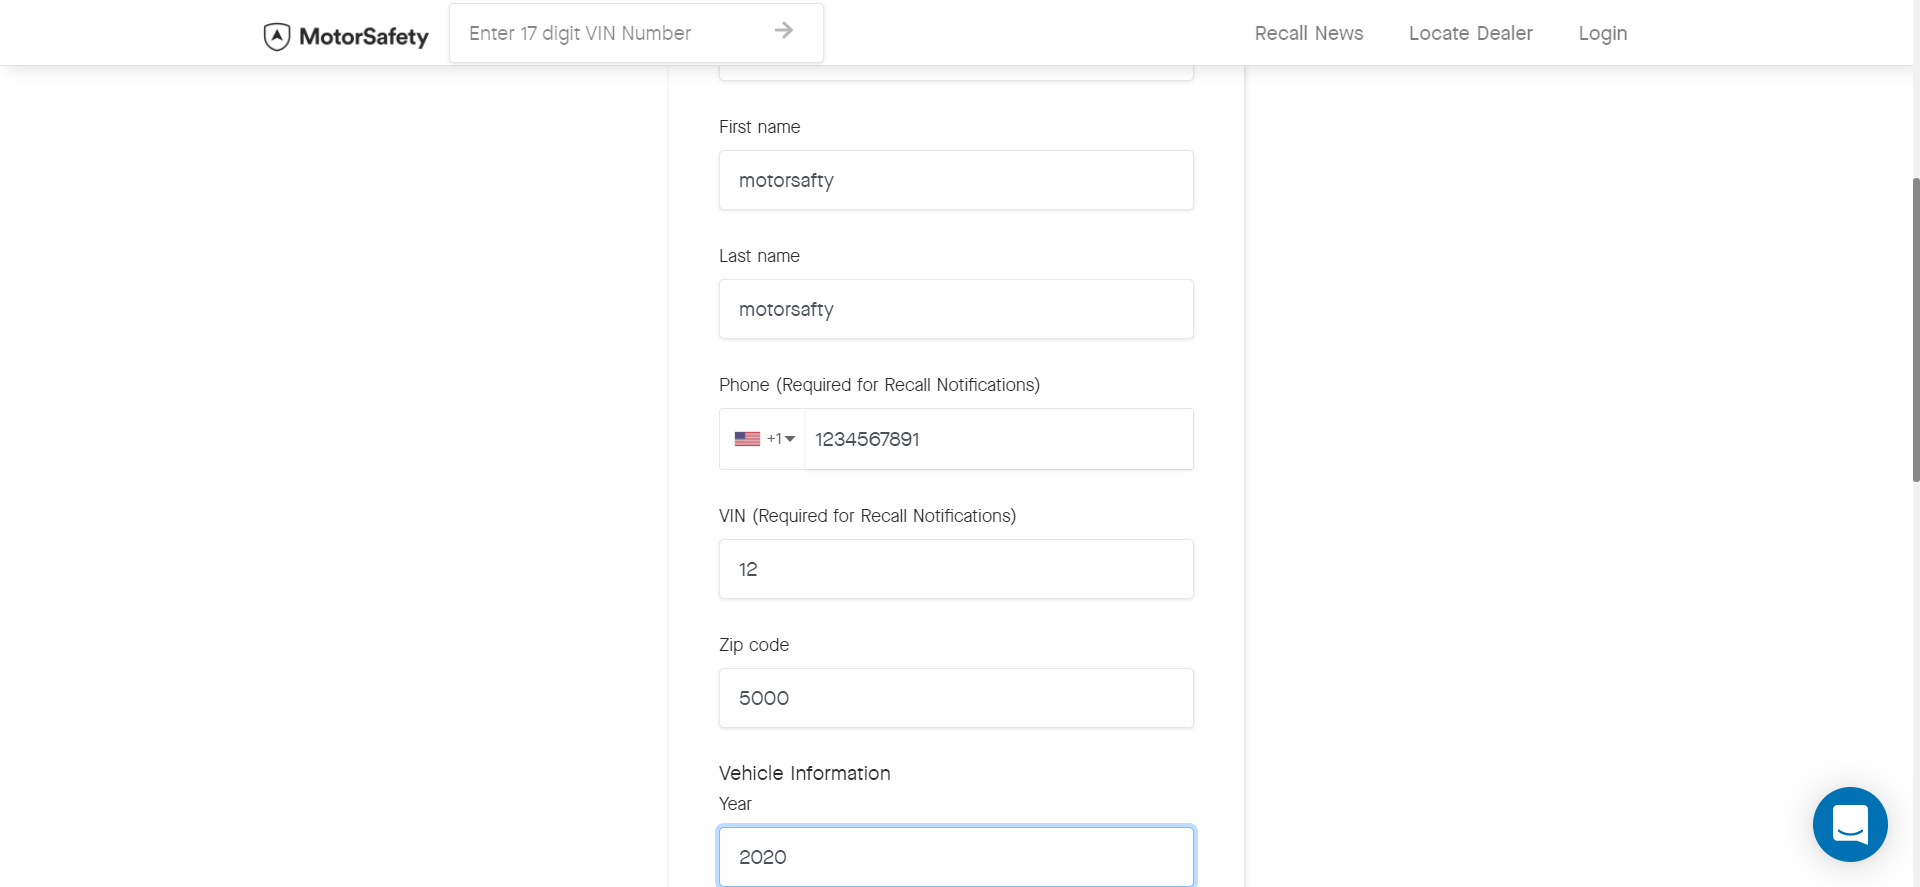 MotorSafety
Enter 17 digit VIN Number
Recall News
Locate Dealer
Login
First name
motorsafty
Last name
motorsafty
Phone (Required for Recall Notifications)
+1
1234567891
VIN (Required for Recall Notifications)
12
Zip code
5000
Vehicle Information
Year
2020